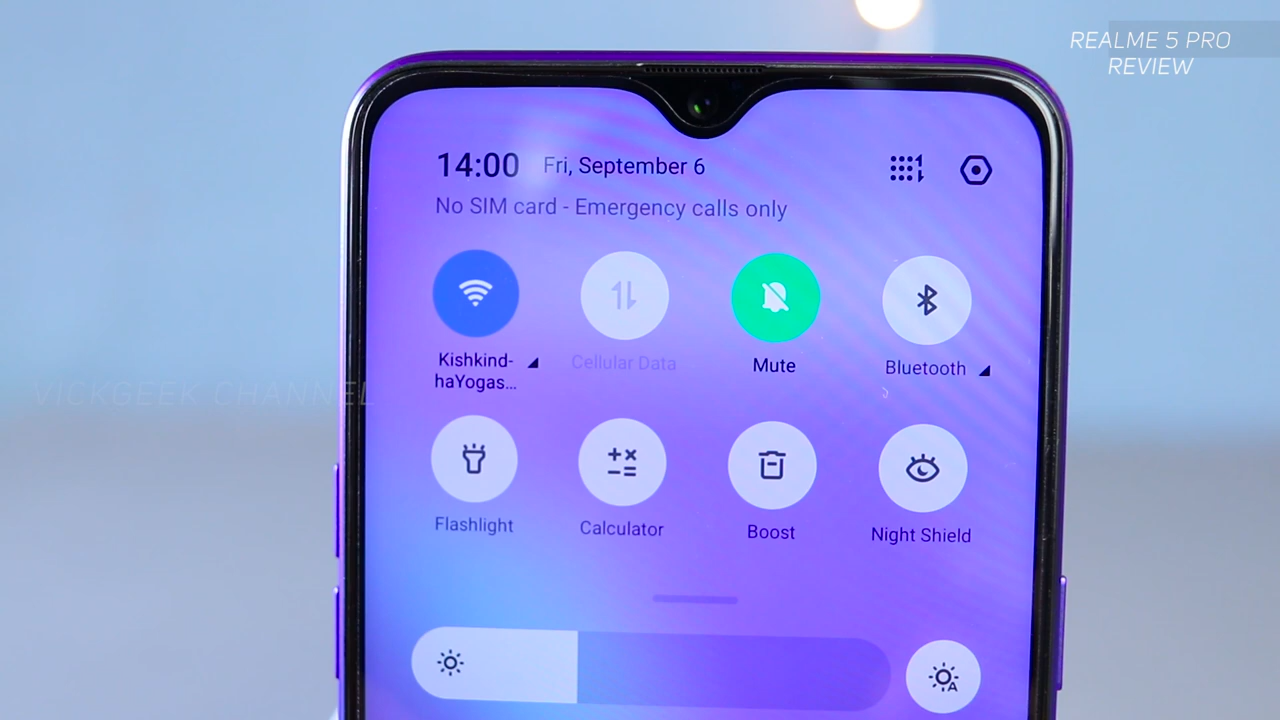 REALME 5 PRO
REVIEW
14:00 Fri, September 6
No SIM card - Emergency calls only
Kishkind-
haYogas...
Cellular Data
Mute
Bluetooth
VICKGEEK CHANNEL
Flashlight
Calculator
Boost
Night Shield
A